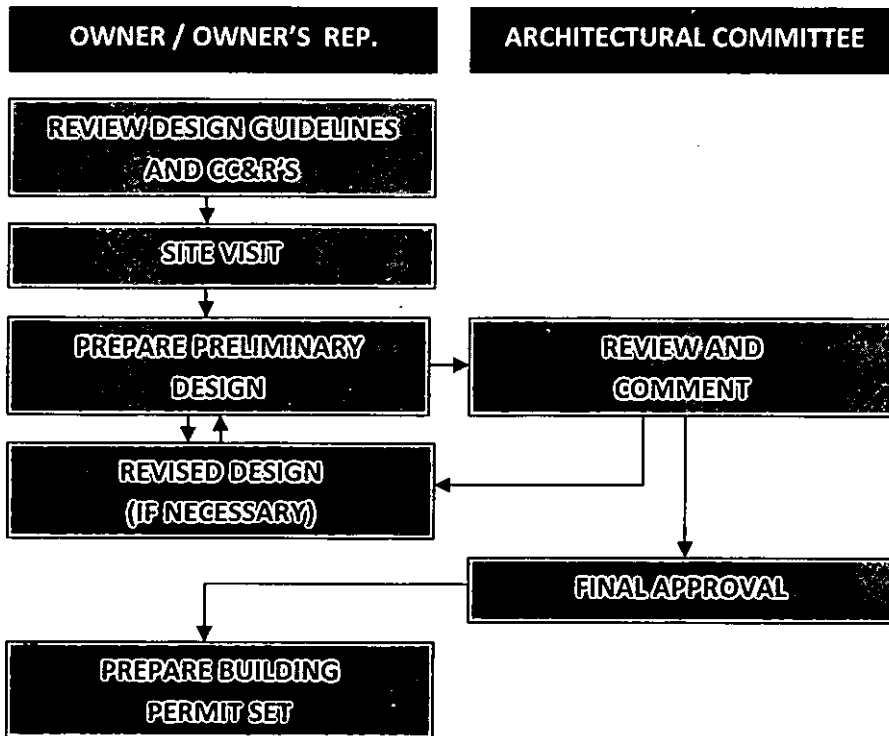 OWNER / OWNER'S REP.
ARCHITECTURAL COMMITTEE
REVIEW DESIGN GUIDELINES
AND CC&R'S
SITE VISIT
PREPARE PRELIMINARY
DESIGN
REVIEW AND
COMMENT
REVISED DESIGN
(IF NECESSARY)
FINAL APPROVAL
PREPARE BUILDING
PERMIT SET